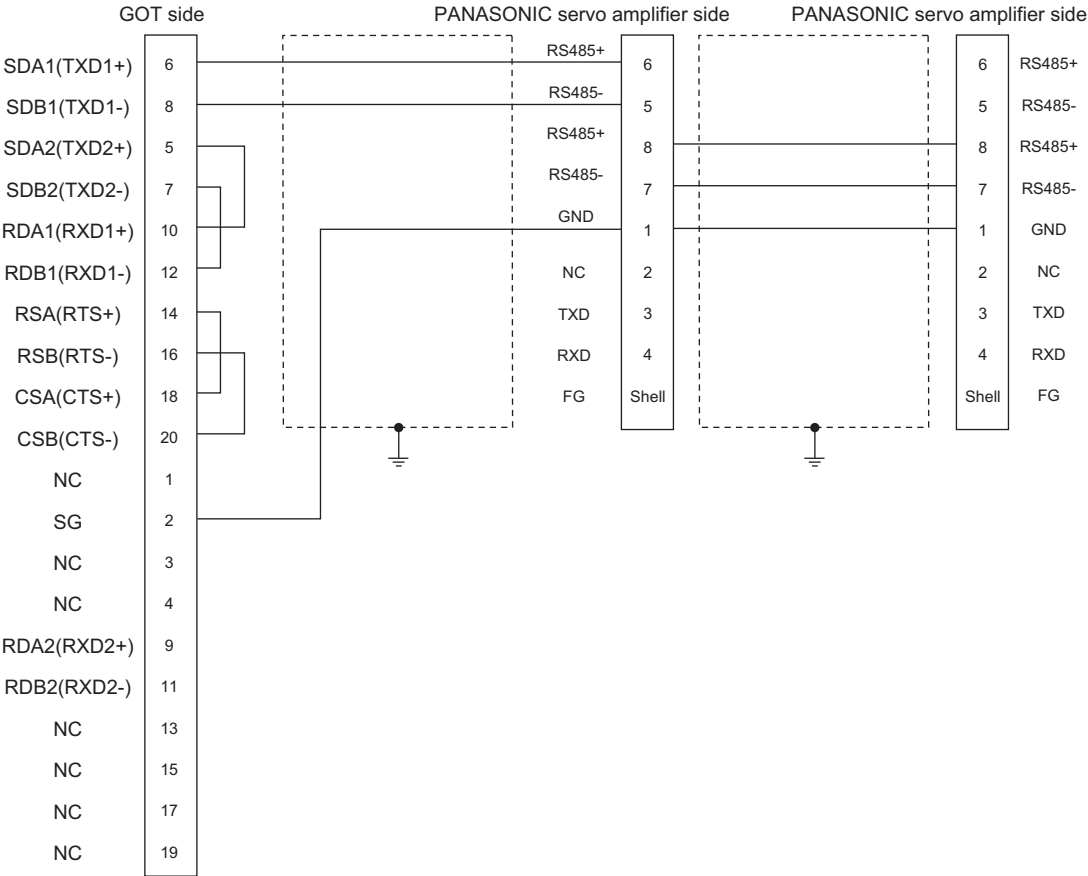 GOT side PANASONIC servo amplifier side PANASONIC servo amplifier side
SDA1(TXD1+) 6 RS485+ 6 6 RS485+
SDB1(TXD1-) 8 RS485- 5 5 RS485-
SDA2(TXD2+) 5 RS485+ 8 8 RS485+
SDB2(TXD2-) 7 RS485- 7 7 RS485-
RDA1(RXD1+) 10 GND 1 1 GND
RDB1(RXD1-) 12 NC 2 2 NC
RSA(RTS+) 14 TXD 3 3 TXD
RSB(RTS-) 16 RXD 4 4 RXD
CSA(CTS+) 18 FG Shell Shell FG
CSB(CTS-) 20
NC 1
SG 2
NC 3
NC 4
RDA2(RXD2+) 9
RDB2(RXD2-) 11
NC 13
NC 15
NC 17
NC 19